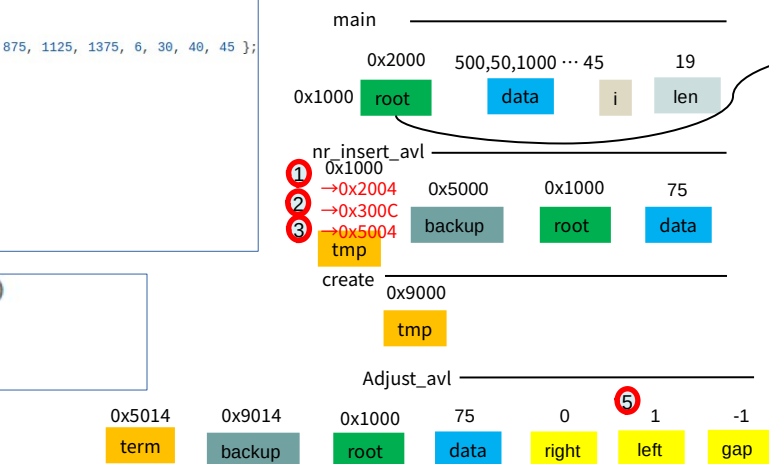 main
875, 1125, 1375, 6, 30, 40, 45 };
0x2000 500,50,1000 ⋯ 45 19
0x1000 root data i len
nr_insert_avl
① 0x1000
→0x2004 0x5000 0x1000 75
② →0x300C
③ →0x5004
tmp backup root data
create
0x9000
tmp
Adjust_avl
⑤
0x5014 0x9014 0x1000 75 0 1 -1
term backup root data right left gap